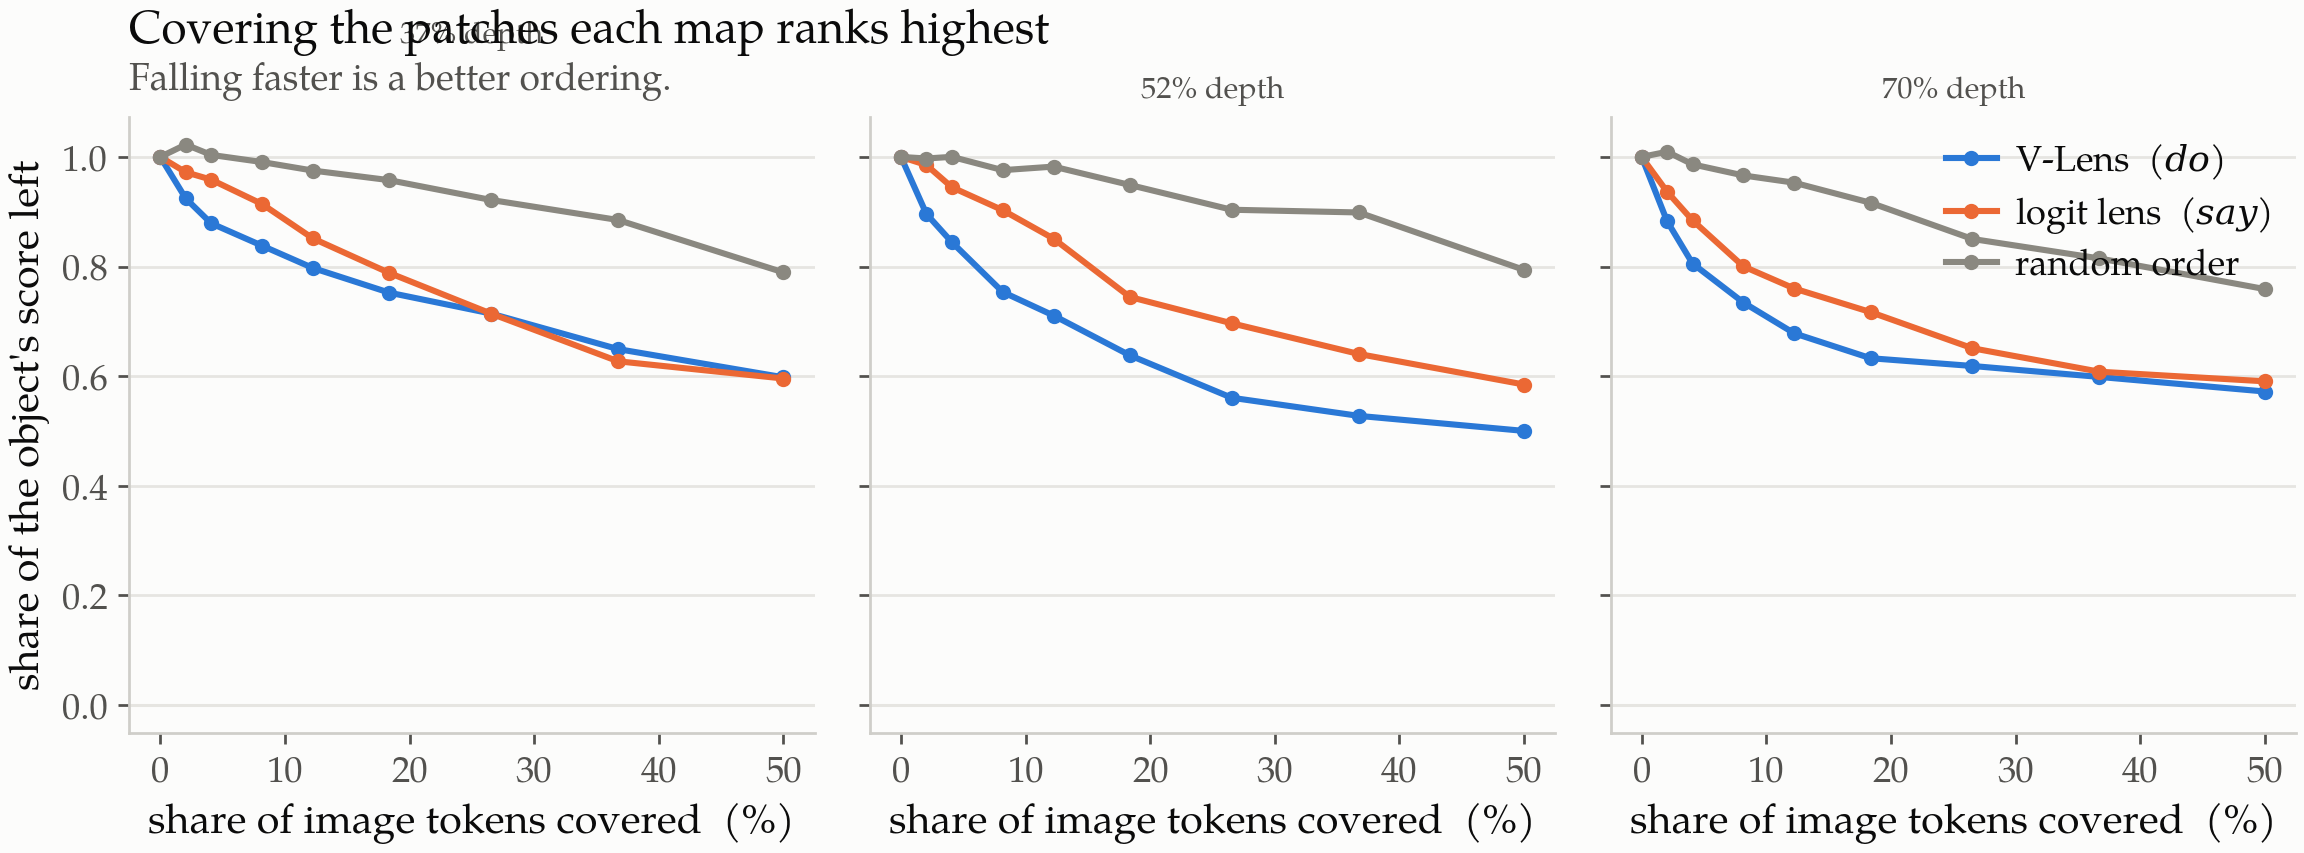 Covering the patches each map ranks highest
37% depth
Falling faster is a better ordering.
52% depth
70% depth
share of the object's score left
1.0
0.8
0.6
0.4
0.2
0.0
V-Lens (do)
logit lens (say)
random order
0 10 20 30 40 50
0 10 20 30 40 50
0 10 20 30 40 50
share of image tokens covered (%)
share of image tokens covered (%)
share of image tokens covered (%)